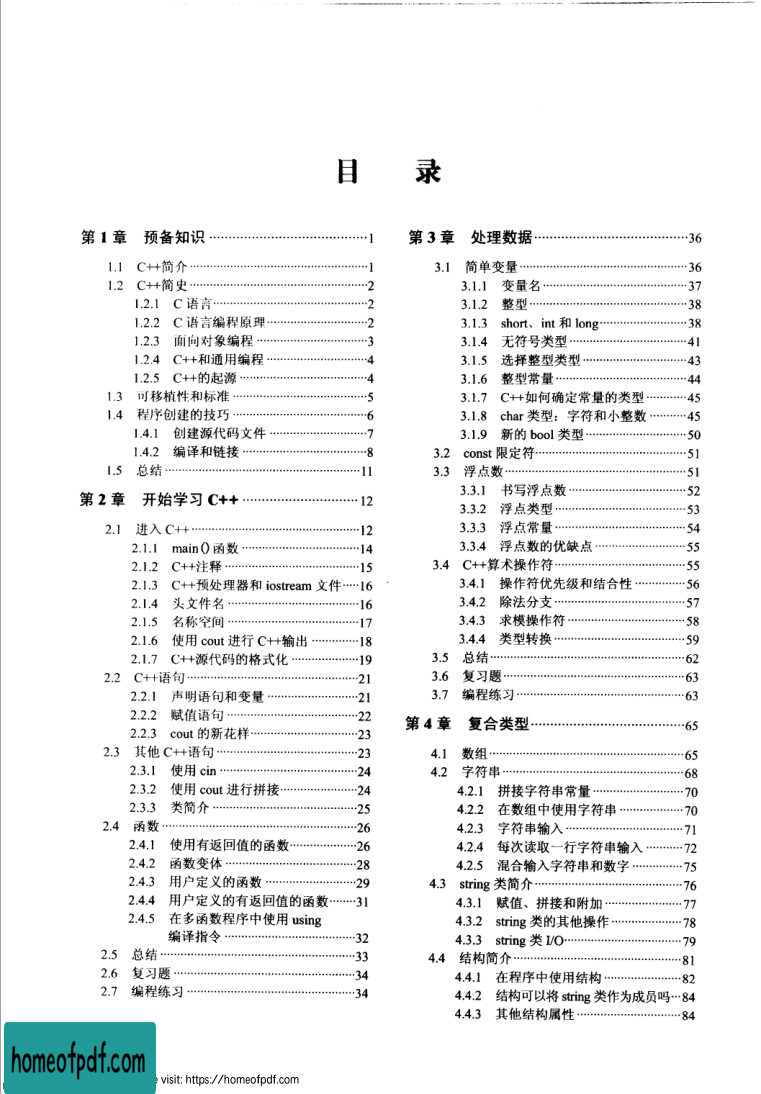 目 录
第 1 章 预备知识 ········ 1
1.1 C++简介 ········ 1
1.2 C++简史 ········ 2
1.2.1 C 语言 ········ 2
1.2.2 C 语言编程原理 ········ 2
1.2.3 面向对象编程 ········ 3
1.2.4 C++和通用编程 ········ 4
1.2.5 C++的起源 ········ 4
1.3 可移植性和标准 ········ 5
1.4 程序创建的技巧 ········ 6
1.4.1 创建源代码文件 ········ 7
1.4.2 编译和链接 ········ 8
1.5 总结 ········ 11
第 2 章 开始学习 C++ ········ 12
2.1 进入 C++ ········ 12
2.1.1 main()函数 ········ 14
2.1.2 C++注释 ········ 15
2.1.3 C++预处理器和 iostream 文件 ········ 16
2.1.4 头文件名 ········ 16
2.1.5 名称空间 ········ 17
2.1.6 使用 cout 进行 C++输出 ········ 18
2.1.7 C++源代码的格式化 ········ 19
2.2 C++语句 ········ 21
2.2.1 声明语句和变量 ········ 21
2.2.2 赋值语句 ········ 22
2.2.3 cout 的新花样 ········ 23
2.3 其他 C++语句 ········ 23
2.3.1 使用 cin ········ 24
2.3.2 使用 cout 进行拼接 ········ 24
2.3.3 类简介 ········ 25
2.4 函数 ········ 26
2.4.1 使用有返回值的函数 ········ 26
2.4.2 函数变体 ········ 28
2.4.3 用户定义的函数 ········ 29
2.4.4 用户定义的有返回值的函数 ········ 31
2.4.5 在多函数程序中使用 using
编译指令 ········ 32
2.5 总结 ········ 33
2.6 复习题 ········ 34
2.7 编程练习 ········ 34
第 3 章 处理数据 ········ 36
3.1 简单变量 ········ 36
3.1.1 变量名 ········ 37
3.1.2 整型 ········ 38
3.1.3 short、int 和 long ········ 38
3.1.4 无符号类型 ········ 41
3.1.5 选择整型类型 ········ 43
3.1.6 整型常量 ········ 44
3.1.7 C++如何确定常量的类型 ········ 45
3.1.8 char 类型：字符和小整数 ········ 45
3.1.9 新的 bool 类型 ········ 50
3.2 const 限定符 ········ 51
3.3 浮点数 ········ 51
3.3.1 书写浮点数 ········ 52
3.3.2 浮点类型 ········ 53
3.3.3 浮点常量 ········ 54
3.3.4 浮点数的优缺点 ········ 55
3.4 C++算术操作符 ········ 55
3.4.1 操作符优先级和结合性 ········ 56
3.4.2 除法分支 ········ 57
3.4.3 求模操作符 ········ 58
3.4.4 类型转换 ········ 59
3.5 总结 ········ 62
3.6 复习题 ········ 63
3.7 编程练习 ········ 63
第 4 章 复合类型 ········ 65
4.1 数组 ········ 65
4.2 字符串 ········ 68
4.2.1 拼接字符串常量 ········ 70
4.2.2 在数组中使用字符串 ········ 70
4.2.3 字符串输入 ········ 71
4.2.4 每次读取一行字符串输入 ········ 72
4.2.5 混合输入字符串和数字 ········ 75
4.3 string 类简介 ········ 76
4.3.1 赋值、拼接和附加 ········ 77
4.3.2 string 类的其他操作 ········ 78
4.3.3 string 类 I/O ········ 79
4.4 结构简介 ········ 81
4.4.1 在程序中使用结构 ········ 82
4.4.2 结构可以将 string 类作为成员吗 ········ 84
4.4.3 其他结构属性 ········ 84
homeofpdf.com
visit: https://homeofpdf.com